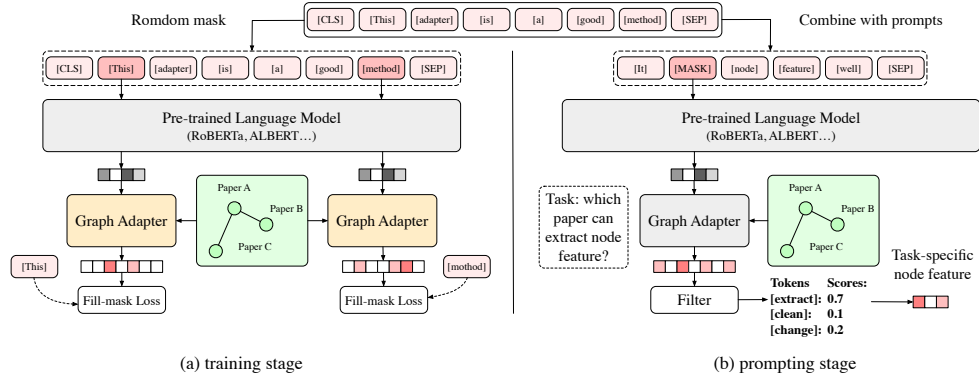 Romdom mask
[CLS] [This] [adapter] [is] [a] [good] [method] [SEP]
Combine with prompts
[CLS] [This] [adapter] [is] [a] [good] [method] [SEP]
Pre-trained Language Model
(RoBERTa, ALBERT…)
Graph Adapter
Paper A
Paper B
Paper C
Graph Adapter
[This]
Fill-mask Loss
Fill-mask Loss
[mothod]
(a) training stage
[It] [MASK] [node] [feature] [well] [SEP]
Pre-trained Language Model
(RoBERTa, ALBERT…)
Task: which
paper can
extract node
feature?
Graph Adapter
Paper A
Paper B
Paper C
Filter
Tokens Scores:
[extract]: 0.7
[clean]: 0.1
[change]: 0.2
Task-specific
node feature
(b) prompting stage